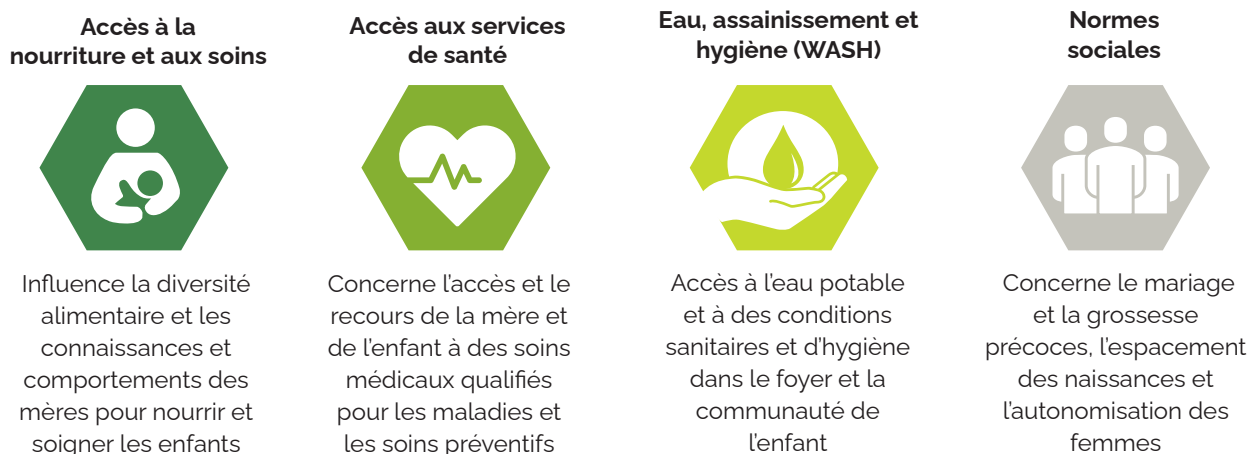 Accès à la
nourriture et aux soins
Influence la diversité
alimentaire et les
connaissances et
comportements des
mères pour nourrir et
soigner les enfants
Accès aux services
de santé
Concerne l’accès et le
recours de la mère et
de l’enfant à des soins
médicaux qualifiés
pour les maladies et
les soins préventifs
Eau, assainissement et
hygiène (WASH)
Accès à l’eau potable
et à des conditions
sanitaires et d’hygiène
dans le foyer et la
communauté de
l’enfant
Normes
sociales
Concerne le mariage
et la grossesse
précoces, l’espacement
des naissances et
l’autonomisation des
femmes